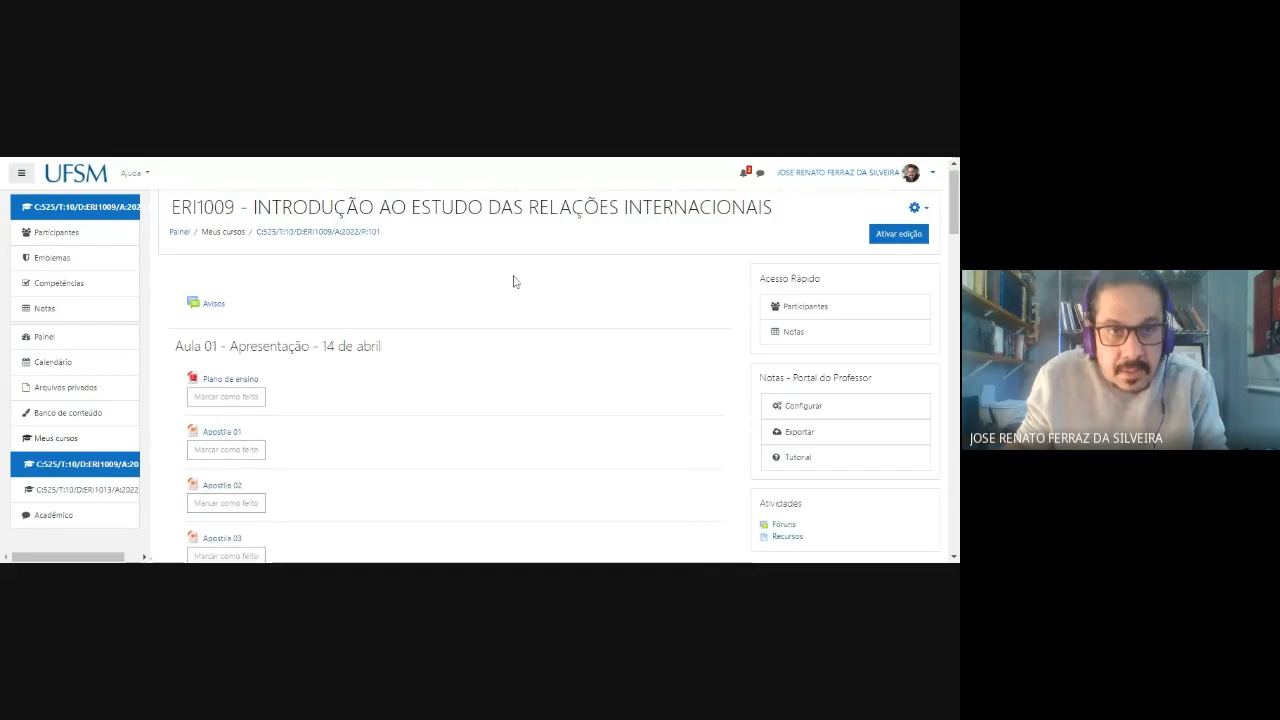 UFSM
Ajuda
2
JOSE RENATO FERRAZ DA SILVEIRA
C:525/T:10/D:ERI1009/A:202
Participantes
Emblemas
Competências
Notas
Painel
Calendário
Arquivos privados
Banco de conteúdo
Meus cursos
C:525/T:10/D:ERI1009/A:20
C:525/T:10/D:ERI1013/A:2022
Acadêmico
ERI1009 - INTRODUÇÃO AO ESTUDO DAS RELAÇÕES INTERNACIONAIS
Painel / Meus cursos / C:525/T:10/D:ERI1009/A:2022/P:101
Ativar edição
Avisos
Aula 01 - Apresentação - 14 de abril
Plano de ensino
Marcar como feito
Apostila 01
Marcar como feito
Apostila 02
Marcar como feito
Apostila 03
Marcar como feito
Acesso Rápido
Participantes
Notas
Notas - Portal do Professor
Configurar
Exportar
Tutorial
Atividades
Fóruns
Recursos
JOSE RENATO FERRAZ DA SILVEIRA